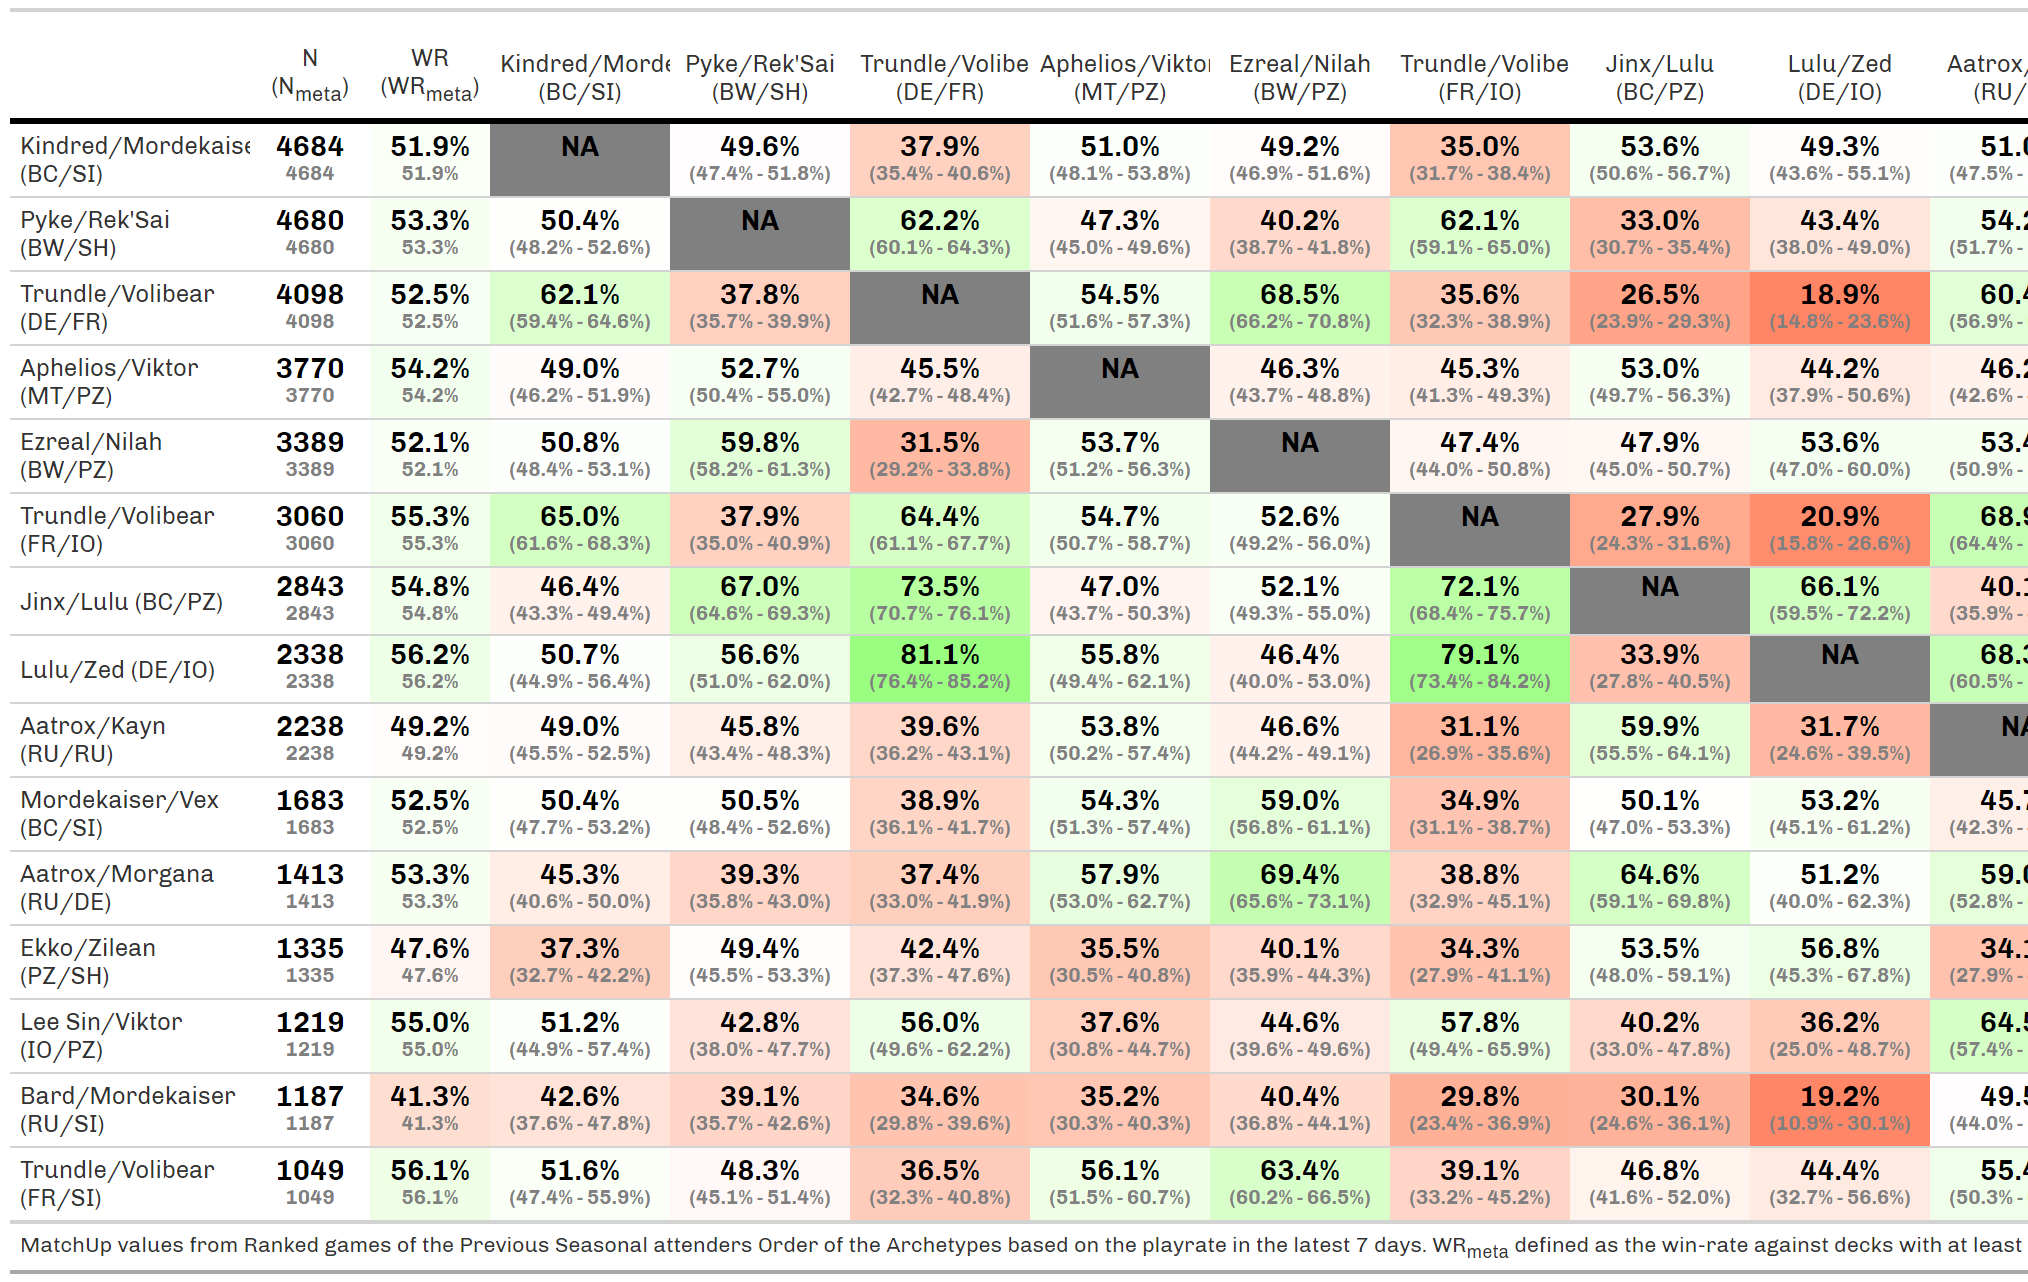 N WR Kindred/Morde Pyke/Rek'Sai Trundle/Volibe Aphelios/Viktor Ezreal/Nilah Trundle/Volibe Jinx/Lulu Lulu/Zed Aatrox/
(Nmeta) (WRmeta) (BC/SI) (BW/SH) (DE/FR) (MT/PZ) (BW/PZ) (FR/IO) (BC/PZ) (DE/IO) (RU/
Kindred/Mordekaise 4684 51.9% NA 49.6% 37.9% 51.0% 49.2% 35.0% 53.6% 49.3% 51.0
(BC/SI) 4684 51.9% (47.4% - 51.8%) (35.4% - 40.6%) (48.1% - 53.8%) (46.9% - 51.6%) (31.7% - 38.4%) (50.6% - 56.7%) (43.6% - 55.1%) (47.5% -
Pyke/Rek'Sai 4680 53.3% 50.4% NA 62.2% 47.3% 40.2% 62.1% 33.0% 43.4% 54.2
(BW/SH) 4680 53.3% (48.2% - 52.6%) (60.1% - 64.3%) (45.0% - 49.6%) (38.7% - 41.8%) (59.1% - 65.0%) (30.7% - 35.4%) (38.0% - 49.0%) (51.7% -
Trundle/Volibear 4098 52.5% 62.1% 37.8% NA 54.5% 68.5% 35.6% 26.5% 18.9% 60.4
(DE/FR) 4098 52.5% (59.4% - 64.6%) (35.7% - 39.9%) (51.6% - 57.3%) (66.2% - 70.8%) (32.3% - 38.9%) (23.9% - 29.3%) (14.8% - 23.6%) (56.9% -
Aphelios/Viktor 3770 54.2% 49.0% 52.7% 45.5% NA 46.3% 45.3% 53.0% 44.2% 46.2
(MT/PZ) 3770 54.2% (46.2% - 51.9%) (50.4% - 55.0%) (42.7% - 48.4%) (43.7% - 48.8%) (41.3% - 49.3%) (49.7% - 56.3%) (37.9% - 50.6%) (42.6% -
Ezreal/Nilah 3389 52.1% 50.8% 59.8% 31.5% 53.7% NA 47.4% 47.9% 53.6% 53.4
(BW/PZ) 3389 52.1% (48.4% - 53.1%) (58.2% - 61.3%) (29.2% - 33.8%) (51.2% - 56.3%) (44.0% - 50.8%) (45.0% - 50.7%) (47.0% - 60.0%) (50.9% -
Trundle/Volibear 3060 55.3% 65.0% 37.9% 64.4% 54.7% 52.6% NA 27.9% 20.9% 68.9
(FR/IO) 3060 55.3% (61.6% - 68.3%) (35.0% - 40.9%) (61.1% - 67.7%) (50.7% - 58.7%) (49.2% - 56.0%) (24.3% - 31.6%) (15.8% - 26.6%) (64.4% -
Jinx/Lulu (BC/PZ) 2843 54.8% 46.4% 67.0% 73.5% 47.0% 52.1% 72.1% NA 66.1% 40.1
2843 54.8% (43.3% - 49.4%) (64.6% - 69.3%) (70.7% - 76.1%) (43.7% - 50.3%) (49.3% - 55.0%) (68.4% - 75.7%) (59.5% - 72.2%) (35.9% -
Lulu/Zed (DE/IO) 2338 56.2% 50.7% 56.6% 81.1% 55.8% 46.4% 79.1% 33.9% NA 68.3
2338 56.2% (44.9% - 56.4%) (51.0% - 62.0%) (76.4% - 85.2%) (49.4% - 62.1%) (40.0% - 53.0%) (73.4% - 84.2%) (27.8% - 40.5%) (60.5% -
Aatrox/Kayn 2238 49.2% 49.0% 45.8% 39.6% 53.8% 46.6% 31.1% 59.9% 31.7% NA
(RU/RU) 2238 49.2% (45.5% - 52.5%) (43.4% - 48.3%) (36.2% - 43.1%) (50.2% - 57.4%) (44.2% - 49.1%) (26.9% - 35.6%) (55.5% - 64.1%) (24.6% - 39.5%)
Mordekaiser/Vex 1683 52.5% 50.4% 50.5% 38.9% 54.3% 59.0% 34.9% 50.1% 53.2% 45.7
(BC/SI) 1683 52.5% (47.7% - 53.2%) (48.4% - 52.6%) (36.1% - 41.7%) (51.3% - 57.4%) (56.8% - 61.1%) (31.1% - 38.7%) (47.0% - 53.3%) (45.1% - 61.2%) (42.3% -
Aatrox/Morgana 1413 53.3% 45.3% 39.3% 37.4% 57.9% 69.4% 38.8% 64.6% 51.2% 59.0
(RU/DE) 1413 53.3% (40.6% - 50.0%) (35.8% - 43.0%) (33.0% - 41.9%) (53.0% - 62.7%) (65.6% - 73.1%) (32.9% - 45.1%) (59.1% - 69.8%) (40.0% - 62.3%) (52.8% -
Ekko/Zilean 1335 47.6% 37.3% 49.4% 42.4% 35.5% 40.1% 34.3% 53.5% 56.8% 34.1
(PZ/SH) 1335 47.6% (32.7% - 42.2%) (45.5% - 53.3%) (37.3% - 47.6%) (30.5% - 40.8%) (35.9% - 44.3%) (27.9% - 41.1%) (48.0% - 59.1%) (45.3% - 67.8%) (27.9% -
Lee Sin/Viktor 1219 55.0% 51.2% 42.8% 56.0% 37.6% 44.6% 57.8% 40.2% 36.2% 64.5
(IO/PZ) 1219 55.0% (44.9% - 57.4%) (38.0% - 47.7%) (49.6% - 62.2%) (30.8% - 44.7%) (39.6% - 49.6%) (49.4% - 65.9%) (33.0% - 47.8%) (25.0% - 48.7%) (57.4% -
Bard/Mordekaiser 1187 41.3% 42.6% 39.1% 34.6% 35.2% 40.4% 29.8% 30.1% 19.2% 49.5
(RU/SI) 1187 41.3% (37.6% - 47.8%) (35.7% - 42.6%) (29.8% - 39.6%) (30.3% - 40.3%) (36.8% - 44.1%) (23.4% - 36.9%) (24.6% - 36.1%) (10.9% - 30.1%) (44.0% -
Trundle/Volibear 1049 56.1% 51.6% 48.3% 36.5% 56.1% 63.4% 39.1% 46.8% 44.4% 55.4
(FR/SI) 1049 56.1% (47.4% - 55.9%) (45.1% - 51.4%) (32.3% - 40.8%) (51.5% - 60.7%) (60.2% - 66.5%) (33.2% - 45.2%) (41.6% - 52.0%) (32.7% - 56.6%) (50.3% -
MatchUp values from Ranked games of the Previous Seasonal attenders Order of the Archetypes based on the playrate in the latest 7 days. WRmeta defined as the win-rate against decks with at least